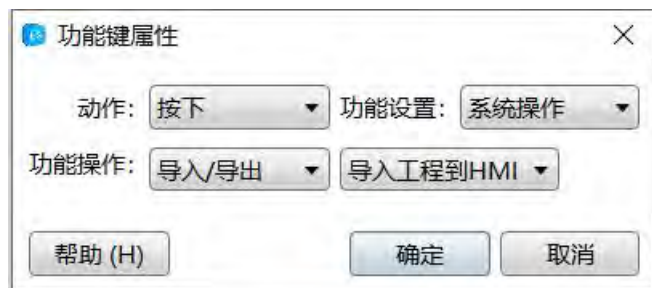 功能键属性
动作： 按下 功能设置： 系统操作
功能操作： 导入/导出 导入工程到HMI
帮助 (H) 确定 取消